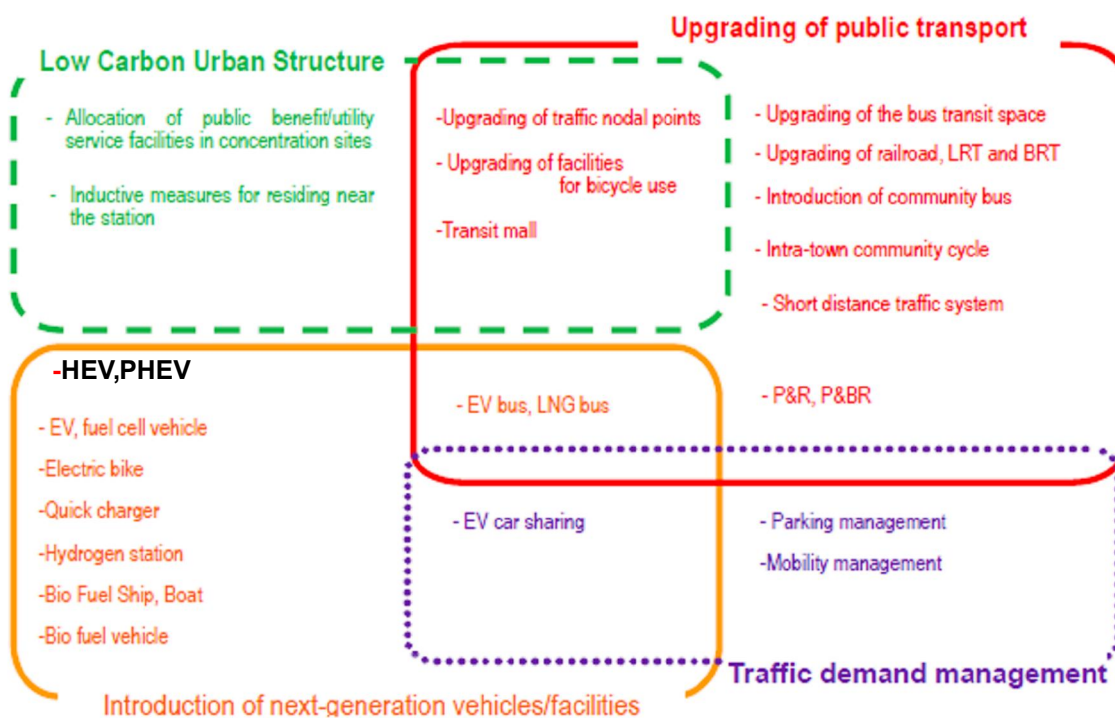 Upgrading of public transport
Low Carbon Urban Structure
- Allocation of public benefit/utility
service facilities in concentration sites
- Inductive measures for residing near
the station
-Upgrading of traffic nodal points
- Upgrading of facilities
for bicycle use
-Transit mall
- Upgrading of the bus transit space
- Upgrading of railroad, LRT and BRT
- Introduction of community bus
- Intra-town community cycle
- Short distance traffic system
- P&R, P&BR
-HEV,PHEV
- EV, fuel cell vehicle
-Electric bike
-Quick charger
-Hydrogen station
-Bio Fuel Ship, Boat
-Bio fuel vehicle
- EV bus, LNG bus
- EV car sharing
- Parking management
-Mobility management
Traffic demand management
Introduction of next-generation vehicles/facilities